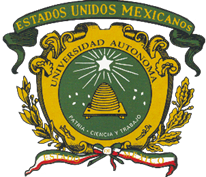 ESTADOS UNIDOS MEXICANOS
UNIVERSIDAD AUTONOMA
PATRIA • CIENCIA Y TRABAJO